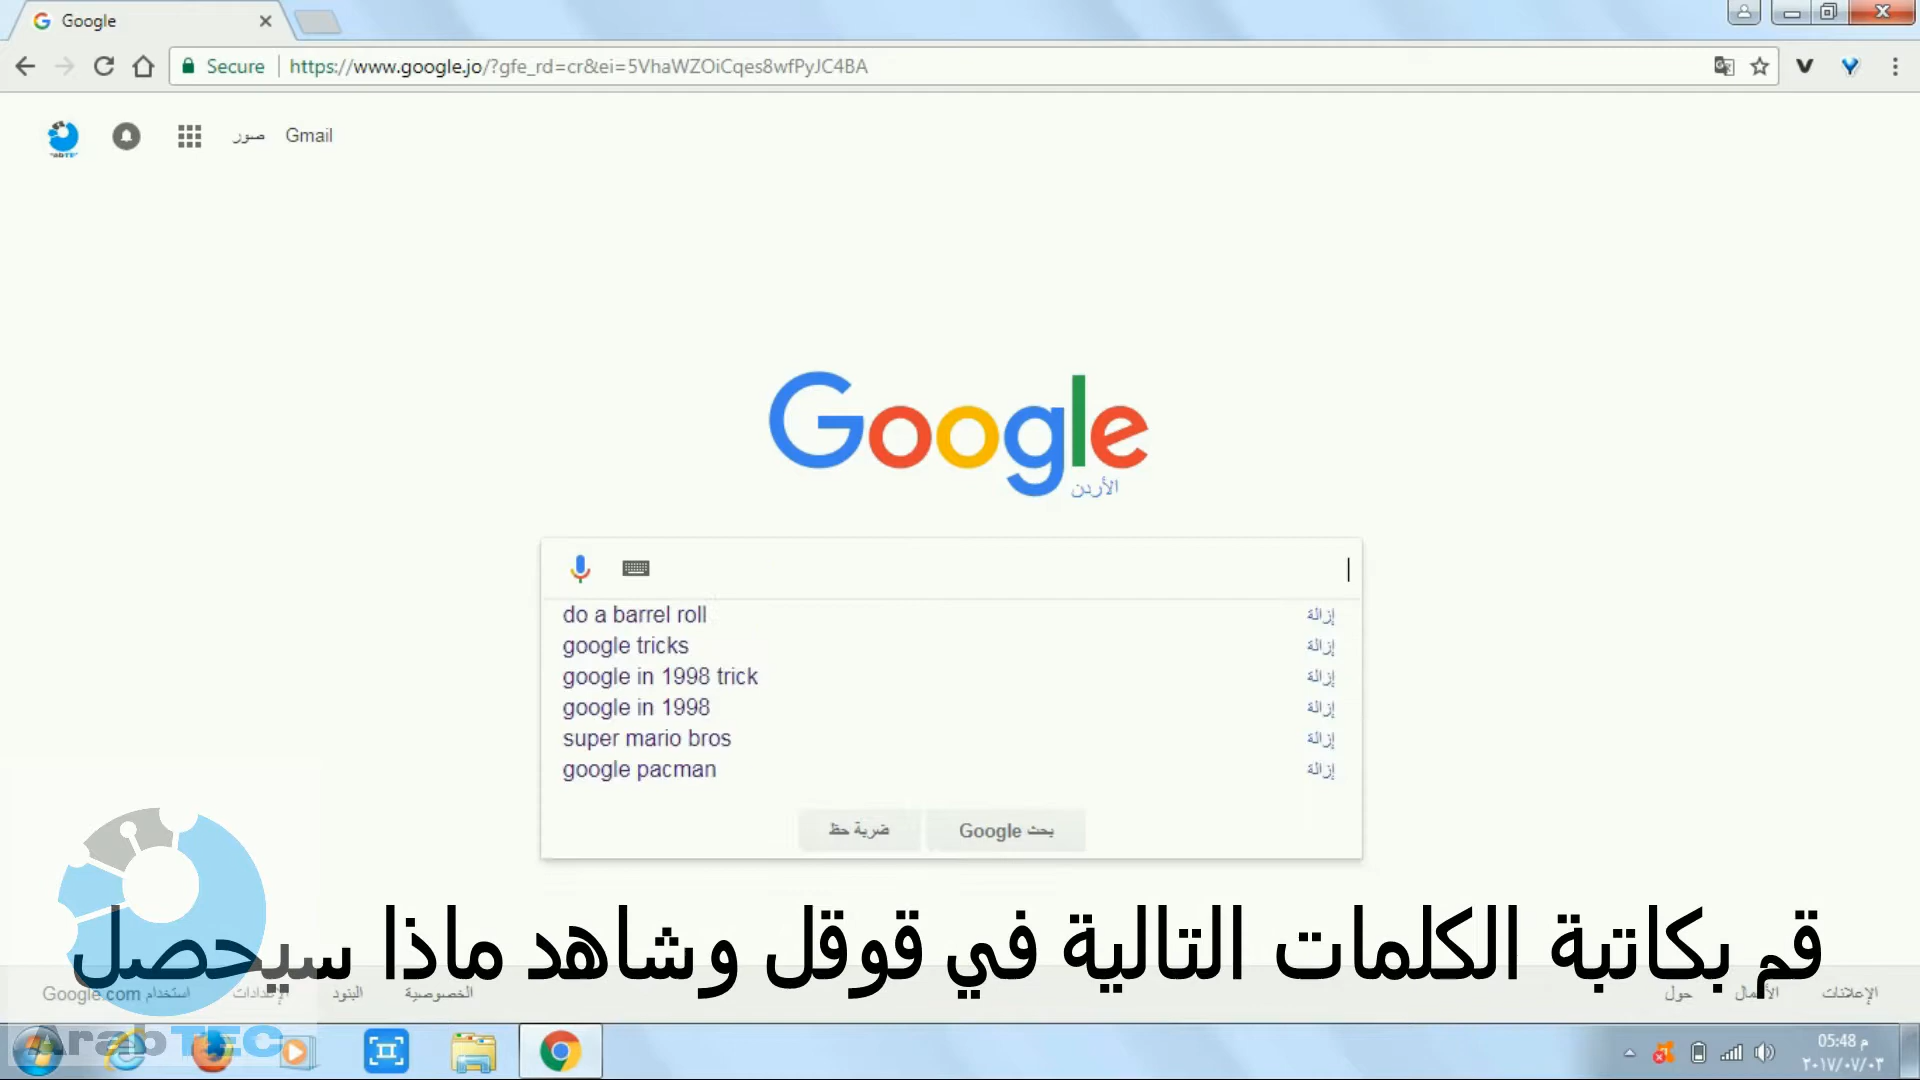 Google
Secure
https://www.google.jo/?gfe_rd=cr&ei=5VhaWZOiCqes8wfPyJC4BA
صور Gmail
Google
الأردن
do a barrel roll إزالة
google tricks إزالة
google in 1998 trick إزالة
google in 1998 إزالة
super mario bros إزالة
google pacman إزالة
بحث Google ضربة حظ
قم بكاتبة الكلمات التالية في قوقل وشاهد ماذا سيحصل
الإعلانات الأعمال حول الخصوصية البنود الإعدادات استخدام Google.com
ArabTEC
05:48 م
٢٠١٧/٠٧/٠٣